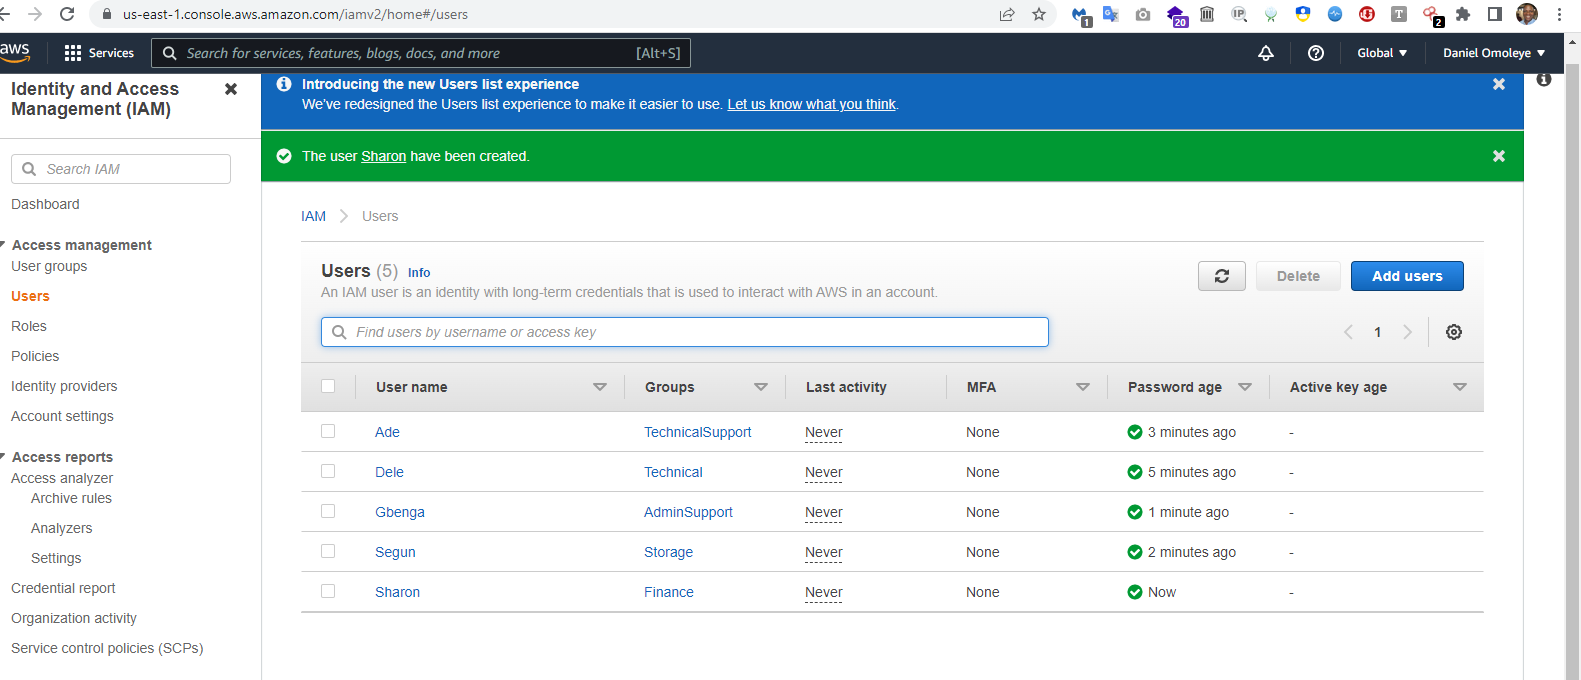 us-east-1.console.aws.amazon.com/iamv2/home#/users
1
20
IP
T
2
aws
Services
Search for services, features, blogs, docs, and more
[Alt+S]
Global
Daniel Omoleye
Identity and Access
Management (IAM)
Search IAM
Dashboard
Access management
User groups
Users
Roles
Policies
Identity providers
Account settings
Access reports
Access analyzer
Archive rules
Analyzers
Settings
Credential report
Organization activity
Service control policies (SCPs)
Introducing the new Users list experience
We've redesigned the Users list experience to make it easier to use. Let us know what you think.
The user Sharon have been created.
IAM > Users
Users (5) Info
An IAM user is an identity with long-term credentials that is used to interact with AWS in an account.
Delete
Add users
Find users by username or access key
1
User name Groups Last activity MFA Password age Active key age
Ade TechnicalSupport Never None 3 minutes ago -
Dele Technical Never None 5 minutes ago -
Gbenga AdminSupport Never None 1 minute ago -
Segun Storage Never None 2 minutes ago -
Sharon Finance Never None Now -